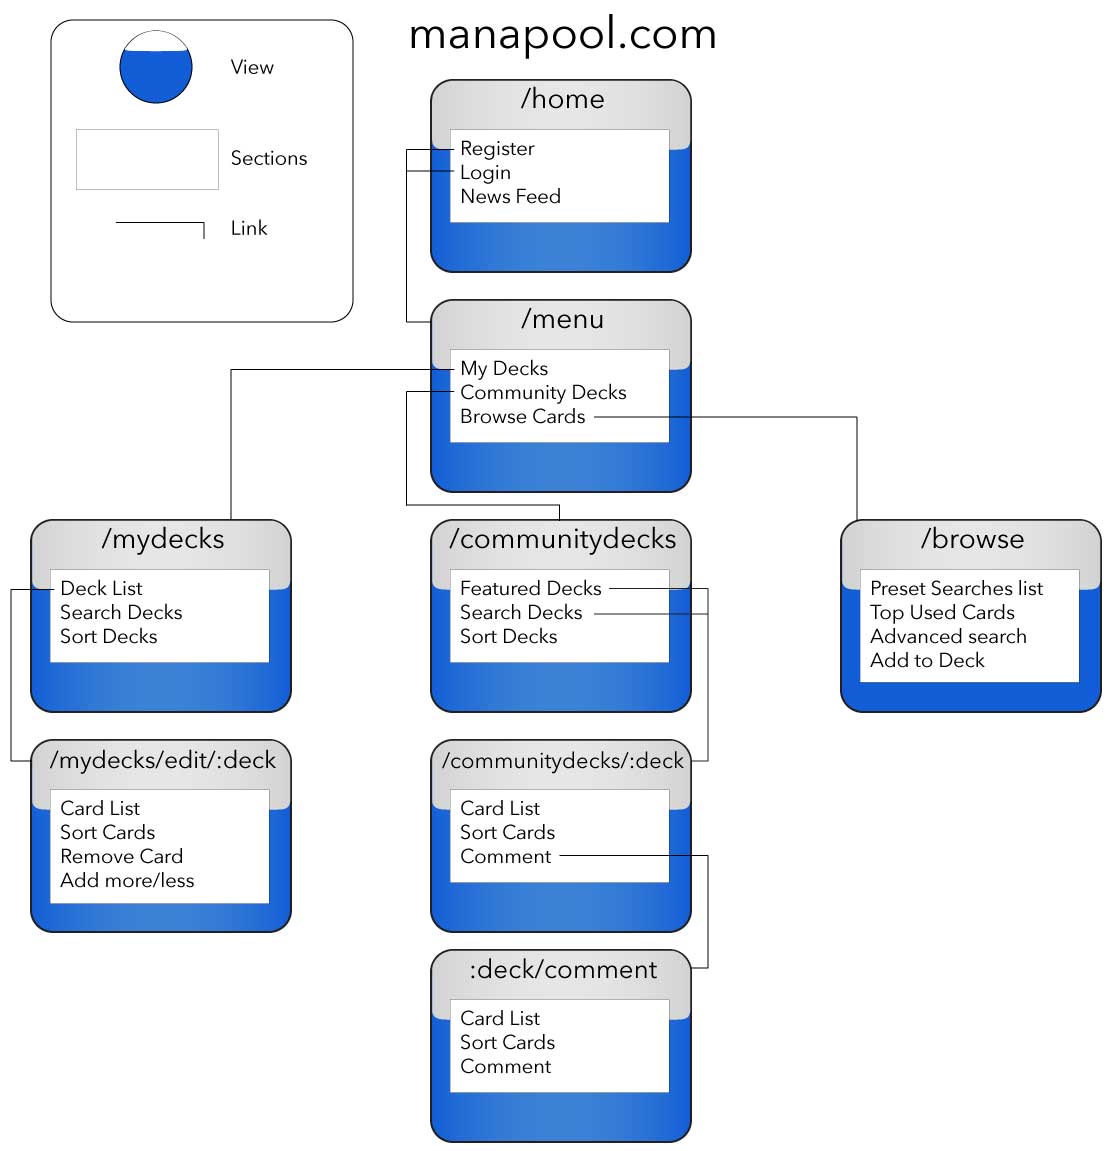 manapool.com
View
Sections
Link
/home
Register
Login
News Feed
/menu
My Decks
Community Decks
Browse Cards
/mydecks
Deck List
Search Decks
Sort Decks
/communitydecks
Featured Decks
Search Decks
Sort Decks
/browse
Preset Searches list
Top Used Cards
Advanced search
Add to Deck
/mydecks/edit/:deck
Card List
Sort Cards
Remove Card
Add more/less
/communitydecks/:deck
Card List
Sort Cards
Comment
:deck/comment
Card List
Sort Cards
Comment